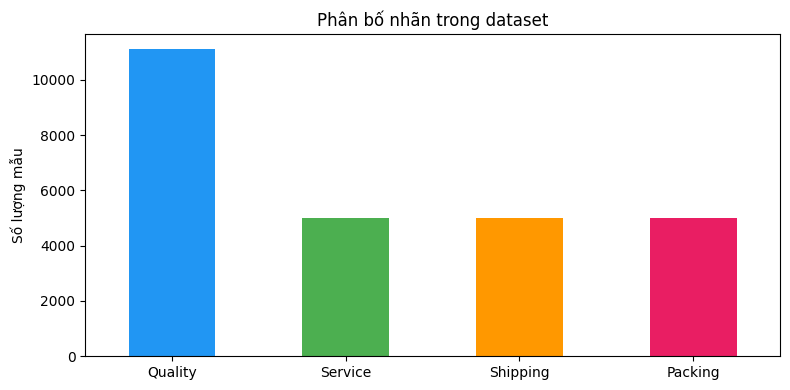 Phân bố nhãn trong dataset
Số lượng mẫu
10000
8000
6000
4000
2000
0
Quality Service Shipping Packing